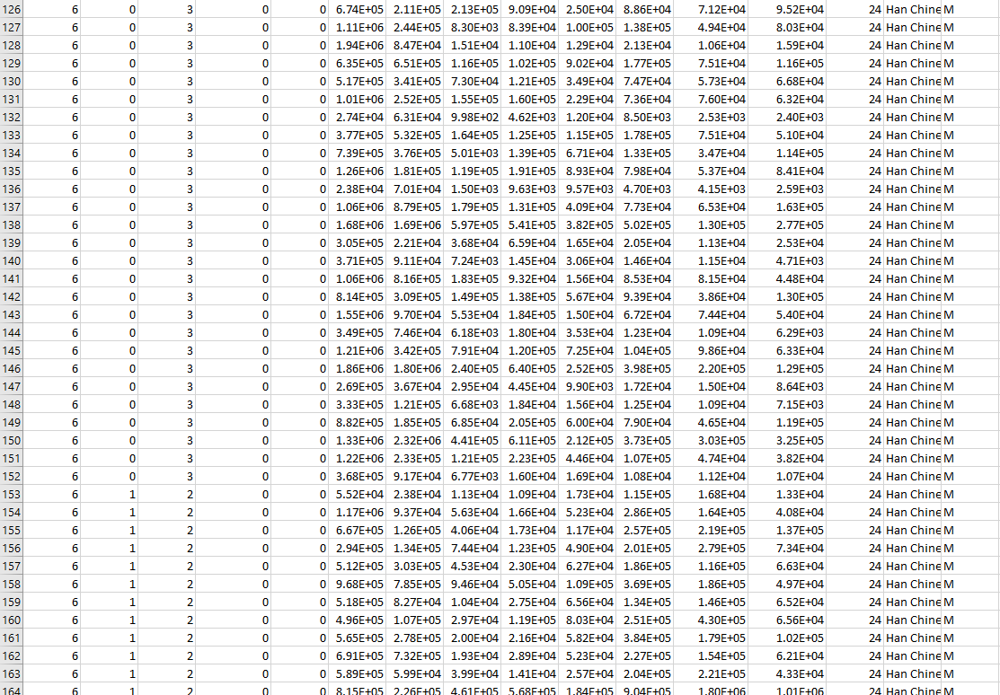 126 6 0 3 0 0 6.74E+05 2.11E+05 2.13E+05 9.09E+04 2.50E+04 8.86E+04 7.12E+04 9.52E+04 24 Han Chine M
127 6 0 3 0 0 1.11E+06 2.44E+05 8.30E+03 8.39E+04 1.00E+05 1.38E+05 4.94E+04 8.03E+04 24 Han Chine M
128 6 0 3 0 0 1.94E+06 8.47E+04 1.51E+04 1.10E+04 1.29E+04 2.13E+04 1.06E+04 1.59E+04 24 Han Chine M
129 6 0 3 0 0 6.35E+05 6.51E+05 1.16E+05 1.02E+05 9.02E+04 1.77E+05 7.51E+04 1.16E+05 24 Han Chine M
130 6 0 3 0 0 5.17E+05 3.41E+05 7.30E+04 1.21E+05 3.49E+04 7.47E+04 5.73E+04 6.68E+04 24 Han Chine M
131 6 0 3 0 0 1.01E+06 2.52E+05 1.55E+05 1.60E+05 2.29E+04 7.36E+04 7.60E+04 6.32E+04 24 Han Chine M
132 6 0 3 0 0 2.74E+04 6.31E+04 9.98E+02 4.62E+03 1.20E+04 8.50E+03 2.53E+03 2.40E+03 24 Han Chine M
133 6 0 3 0 0 3.77E+05 5.32E+05 1.64E+05 1.25E+05 1.15E+05 1.78E+05 7.51E+04 5.10E+04 24 Han Chine M
134 6 0 3 0 0 7.39E+05 3.76E+05 5.01E+03 1.39E+05 6.71E+04 1.33E+05 3.47E+04 1.14E+05 24 Han Chine M
135 6 0 3 0 0 1.26E+06 1.81E+05 1.19E+05 1.91E+05 8.93E+04 7.98E+04 5.37E+04 8.41E+04 24 Han Chine M
136 6 0 3 0 0 2.38E+04 7.01E+04 1.50E+03 9.63E+03 9.57E+03 4.70E+03 4.15E+03 2.59E+03 24 Han Chine M
137 6 0 3 0 0 1.06E+06 8.79E+05 1.79E+05 1.31E+05 4.09E+04 7.73E+04 6.53E+04 1.63E+05 24 Han Chine M
138 6 0 3 0 0 1.68E+06 1.69E+06 5.97E+05 5.41E+05 3.82E+05 5.02E+05 1.30E+05 2.77E+05 24 Han Chine M
139 6 0 3 0 0 3.05E+05 2.21E+04 3.68E+04 6.59E+04 1.65E+04 2.05E+04 1.13E+04 2.53E+04 24 Han Chine M
140 6 0 3 0 0 3.71E+05 9.11E+04 7.24E+03 1.45E+04 3.06E+04 1.46E+04 1.15E+04 4.71E+03 24 Han Chine M
141 6 0 3 0 0 1.06E+06 8.16E+05 1.83E+05 9.32E+04 1.56E+04 8.53E+04 8.15E+04 4.48E+04 24 Han Chine M
142 6 0 3 0 0 8.14E+05 3.09E+05 1.49E+05 1.38E+05 5.67E+04 9.39E+04 3.86E+04 1.30E+05 24 Han Chine M
143 6 0 3 0 0 1.55E+06 9.70E+04 5.53E+04 1.84E+05 1.50E+04 6.72E+04 7.44E+04 5.40E+04 24 Han Chine M
144 6 0 3 0 0 3.49E+05 7.46E+04 6.18E+03 1.80E+04 3.53E+04 1.23E+04 1.09E+04 6.29E+03 24 Han Chine M
145 6 0 3 0 0 1.21E+06 3.42E+05 7.91E+04 1.20E+05 7.25E+04 1.04E+05 9.86E+04 6.33E+04 24 Han Chine M
146 6 0 3 0 0 1.86E+06 1.80E+06 2.40E+05 6.40E+05 2.52E+05 3.98E+05 2.20E+05 1.29E+05 24 Han Chine M
147 6 0 3 0 0 2.69E+05 3.67E+04 2.95E+04 4.45E+04 9.90E+03 1.72E+04 1.50E+04 8.64E+03 24 Han Chine M
148 6 0 3 0 0 3.33E+05 1.21E+05 6.68E+03 1.84E+04 1.56E+04 1.25E+04 1.09E+04 7.15E+03 24 Han Chine M
149 6 0 3 0 0 8.82E+05 1.85E+05 6.85E+04 2.05E+05 6.00E+04 7.90E+04 4.65E+04 1.19E+05 24 Han Chine M
150 6 0 3 0 0 1.33E+06 2.32E+06 4.41E+05 6.11E+05 2.12E+05 3.73E+05 3.03E+05 3.25E+05 24 Han Chine M
151 6 0 3 0 0 1.22E+06 2.33E+05 1.21E+05 2.23E+05 4.46E+04 1.07E+05 4.74E+04 3.82E+04 24 Han Chine M
152 6 0 3 0 0 3.68E+05 9.17E+04 6.77E+03 1.60E+04 1.69E+04 1.08E+04 1.12E+04 1.07E+04 24 Han Chine M
153 6 1 2 0 0 5.52E+04 2.38E+04 1.13E+04 1.09E+04 1.73E+04 1.15E+05 1.68E+04 1.33E+04 24 Han Chine M
154 6 1 2 0 0 1.17E+06 9.37E+04 5.63E+04 1.66E+04 5.23E+04 2.86E+05 1.64E+05 4.08E+04 24 Han Chine M
155 6 1 2 0 0 6.67E+05 1.26E+05 4.06E+04 1.73E+04 1.17E+04 2.57E+05 2.19E+05 1.37E+05 24 Han Chine M
156 6 1 2 0 0 2.94E+05 1.34E+05 7.44E+04 1.23E+05 4.90E+04 2.01E+05 2.79E+05 7.34E+04 24 Han Chine M
157 6 1 2 0 0 5.12E+05 3.03E+05 4.53E+04 2.30E+04 6.27E+04 1.86E+05 1.16E+05 6.63E+04 24 Han Chine M
158 6 1 2 0 0 9.68E+05 7.85E+05 9.46E+04 5.05E+04 1.09E+05 3.69E+05 1.86E+05 4.97E+04 24 Han Chine M
159 6 1 2 0 0 5.18E+05 8.27E+04 1.04E+04 2.75E+04 6.56E+04 1.34E+05 1.46E+05 6.52E+04 24 Han Chine M
160 6 1 2 0 0 4.96E+05 1.07E+05 2.97E+04 1.19E+05 8.03E+04 2.51E+05 4.30E+05 6.56E+04 24 Han Chine M
161 6 1 2 0 0 5.65E+05 2.78E+05 2.00E+04 2.16E+04 5.82E+04 3.84E+05 1.79E+05 1.02E+05 24 Han Chine M
162 6 1 2 0 0 6.91E+05 7.32E+05 1.93E+04 2.89E+04 5.23E+04 2.27E+05 1.54E+05 6.21E+04 24 Han Chine M
163 6 1 2 0 0 5.89E+05 5.99E+04 3.99E+04 1.41E+04 2.57E+04 2.04E+05 2.21E+05 4.33E+04 24 Han Chine M
164 6 1 2 0 0 8.15E+05 2.26E+05 4.61E+05 5.68E+05 1.84E+05 9.04E+05 1.80E+06 1.01E+06 24 Han Chine M